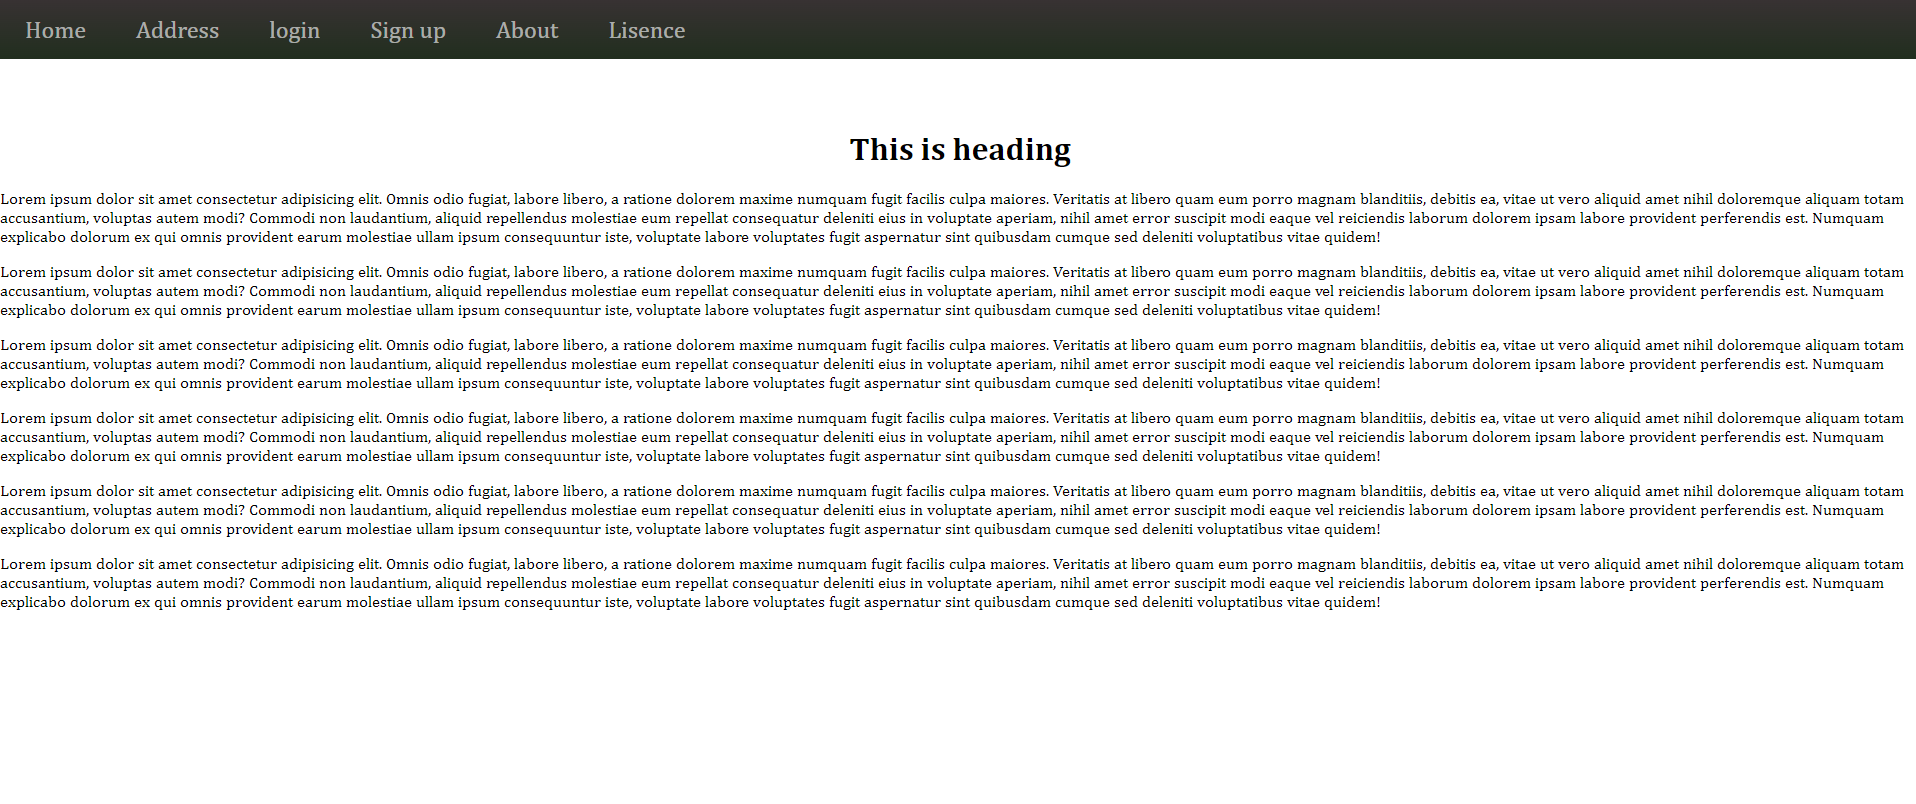 Home Address login Sign up About Lisence
This is heading
Lorem ipsum dolor sit amet consectetur adipisicing elit. Omnis odio fugiat, labore libero, a ratione dolorem maxime numquam fugit facilis culpa maiores. Veritatis at libero quam eum porro magnam blanditiis, debitis ea, vitae ut vero aliquid amet nihil doloremque aliquam totam
accusantium, voluptas autem modi? Commodi non laudantium, aliquid repellendus molestiae eum repellat consequatur deleniti eius in voluptate aperiam, nihil amet error suscipit modi eaque vel reiciendis laborum dolorem ipsam labore provident perferendis est. Numquam
explicabo dolorum ex qui omnis provident earum molestiae ullam ipsum consequuntur iste, voluptate labore voluptates fugit aspernatur sint quibusdam cumque sed deleniti voluptatibus vitae quidem!
Lorem ipsum dolor sit amet consectetur adipisicing elit. Omnis odio fugiat, labore libero, a ratione dolorem maxime numquam fugit facilis culpa maiores. Veritatis at libero quam eum porro magnam blanditiis, debitis ea, vitae ut vero aliquid amet nihil doloremque aliquam totam
accusantium, voluptas autem modi? Commodi non laudantium, aliquid repellendus molestiae eum repellat consequatur deleniti eius in voluptate aperiam, nihil amet error suscipit modi eaque vel reiciendis laborum dolorem ipsam labore provident perferendis est. Numquam
explicabo dolorum ex qui omnis provident earum molestiae ullam ipsum consequuntur iste, voluptate labore voluptates fugit aspernatur sint quibusdam cumque sed deleniti voluptatibus vitae quidem!
Lorem ipsum dolor sit amet consectetur adipisicing elit. Omnis odio fugiat, labore libero, a ratione dolorem maxime numquam fugit facilis culpa maiores. Veritatis at libero quam eum porro magnam blanditiis, debitis ea, vitae ut vero aliquid amet nihil doloremque aliquam totam
accusantium, voluptas autem modi? Commodi non laudantium, aliquid repellendus molestiae eum repellat consequatur deleniti eius in voluptate aperiam, nihil amet error suscipit modi eaque vel reiciendis laborum dolorem ipsam labore provident perferendis est. Numquam
explicabo dolorum ex qui omnis provident earum molestiae ullam ipsum consequuntur iste, voluptate labore voluptates fugit aspernatur sint quibusdam cumque sed deleniti voluptatibus vitae quidem!
Lorem ipsum dolor sit amet consectetur adipisicing elit. Omnis odio fugiat, labore libero, a ratione dolorem maxime numquam fugit facilis culpa maiores. Veritatis at libero quam eum porro magnam blanditiis, debitis ea, vitae ut vero aliquid amet nihil doloremque aliquam totam
accusantium, voluptas autem modi? Commodi non laudantium, aliquid repellendus molestiae eum repellat consequatur deleniti eius in voluptate aperiam, nihil amet error suscipit modi eaque vel reiciendis laborum dolorem ipsam labore provident perferendis est. Numquam
explicabo dolorum ex qui omnis provident earum molestiae ullam ipsum consequuntur iste, voluptate labore voluptates fugit aspernatur sint quibusdam cumque sed deleniti voluptatibus vitae quidem!
Lorem ipsum dolor sit amet consectetur adipisicing elit. Omnis odio fugiat, labore libero, a ratione dolorem maxime numquam fugit facilis culpa maiores. Veritatis at libero quam eum porro magnam blanditiis, debitis ea, vitae ut vero aliquid amet nihil doloremque aliquam totam
accusantium, voluptas autem modi? Commodi non laudantium, aliquid repellendus molestiae eum repellat consequatur deleniti eius in voluptate aperiam, nihil amet error suscipit modi eaque vel reiciendis laborum dolorem ipsam labore provident perferendis est. Numquam
explicabo dolorum ex qui omnis provident earum molestiae ullam ipsum consequuntur iste, voluptate labore voluptates fugit aspernatur sint quibusdam cumque sed deleniti voluptatibus vitae quidem!
Lorem ipsum dolor sit amet consectetur adipisicing elit. Omnis odio fugiat, labore libero, a ratione dolorem maxime numquam fugit facilis culpa maiores. Veritatis at libero quam eum porro magnam blanditiis, debitis ea, vitae ut vero aliquid amet nihil doloremque aliquam totam
accusantium, voluptas autem modi? Commodi non laudantium, aliquid repellendus molestiae eum repellat consequatur deleniti eius in voluptate aperiam, nihil amet error suscipit modi eaque vel reiciendis laborum dolorem ipsam labore provident perferendis est. Numquam
explicabo dolorum ex qui omnis provident earum molestiae ullam ipsum consequuntur iste, voluptate labore voluptates fugit aspernatur sint quibusdam cumque sed deleniti voluptatibus vitae quidem!